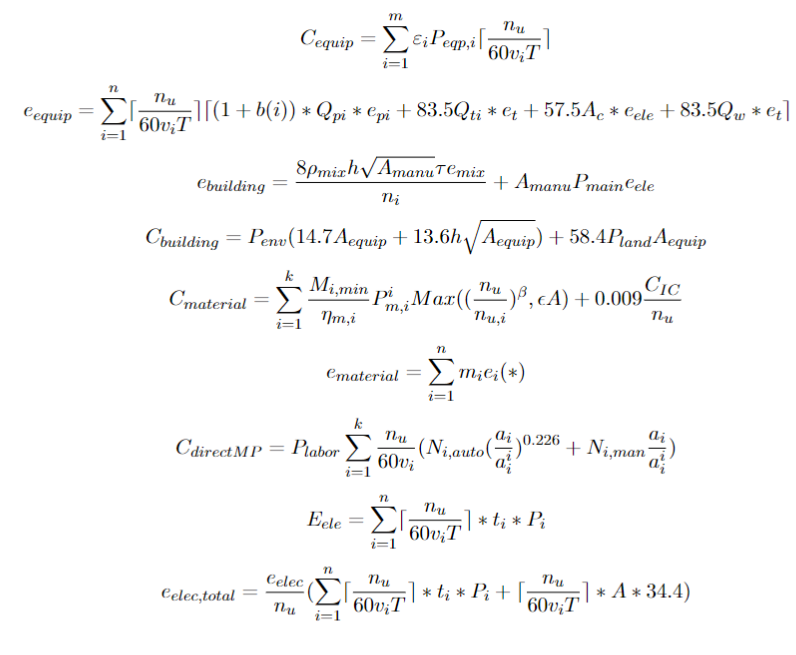 $C_{equip} = \sum_{i=1}^{m} \varepsilon_i P_{eqp,i} \lceil \frac{n_u}{60 v_i T} \rceil$
$e_{equip} = \sum_{i=1}^{n} \lceil \frac{n_u}{60 v_i T} \rceil \lceil (1 + b(i)) * Q_{pi} * e_{pi} + 83.5 Q_{ti} * e_t + 57.5 A_c * e_{ele} + 83.5 Q_w * e_t \rceil$
$e_{building} = \frac{8 \rho_{mix} h \sqrt{A_{manu}} \tau e_{mix}}{n_i} + A_{manu} P_{main} e_{ele}$
$C_{building} = P_{env} (14.7 A_{equip} + 13.6 h \sqrt{A_{equip}}) + 58.4 P_{land} A_{equip}$
$C_{material} = \sum_{i=1}^{k} \frac{M_{i,min}}{\eta_{m,i}} P_{m,i}^{i} Max((\frac{n_u}{n_{u,i}})^{\beta}, \epsilon A) + 0.009 \frac{C_{IC}}{n_u}$
$e_{material} = \sum_{i=1}^{n} m_i e_i (*)$
$C_{directMP} = P_{labor} \sum_{i=1}^{k} \frac{n_u}{60 v_i} (N_{i,auto} (\frac{a_i}{a_i^i})^{0.226} + N_{i,man} \frac{a_i}{a_i^i})$
$E_{ele} = \sum_{i=1}^{n} \lceil \frac{n_u}{60 v_i T} \rceil * t_i * P_i$
$e_{elec,total} = \frac{e_{elec}}{n_u} (\sum_{i=1}^{n} \lceil \frac{n_u}{60 v_i T} \rceil * t_i * P_i + \lceil \frac{n_u}{60 v_i T} \rceil * A * 34.4)$